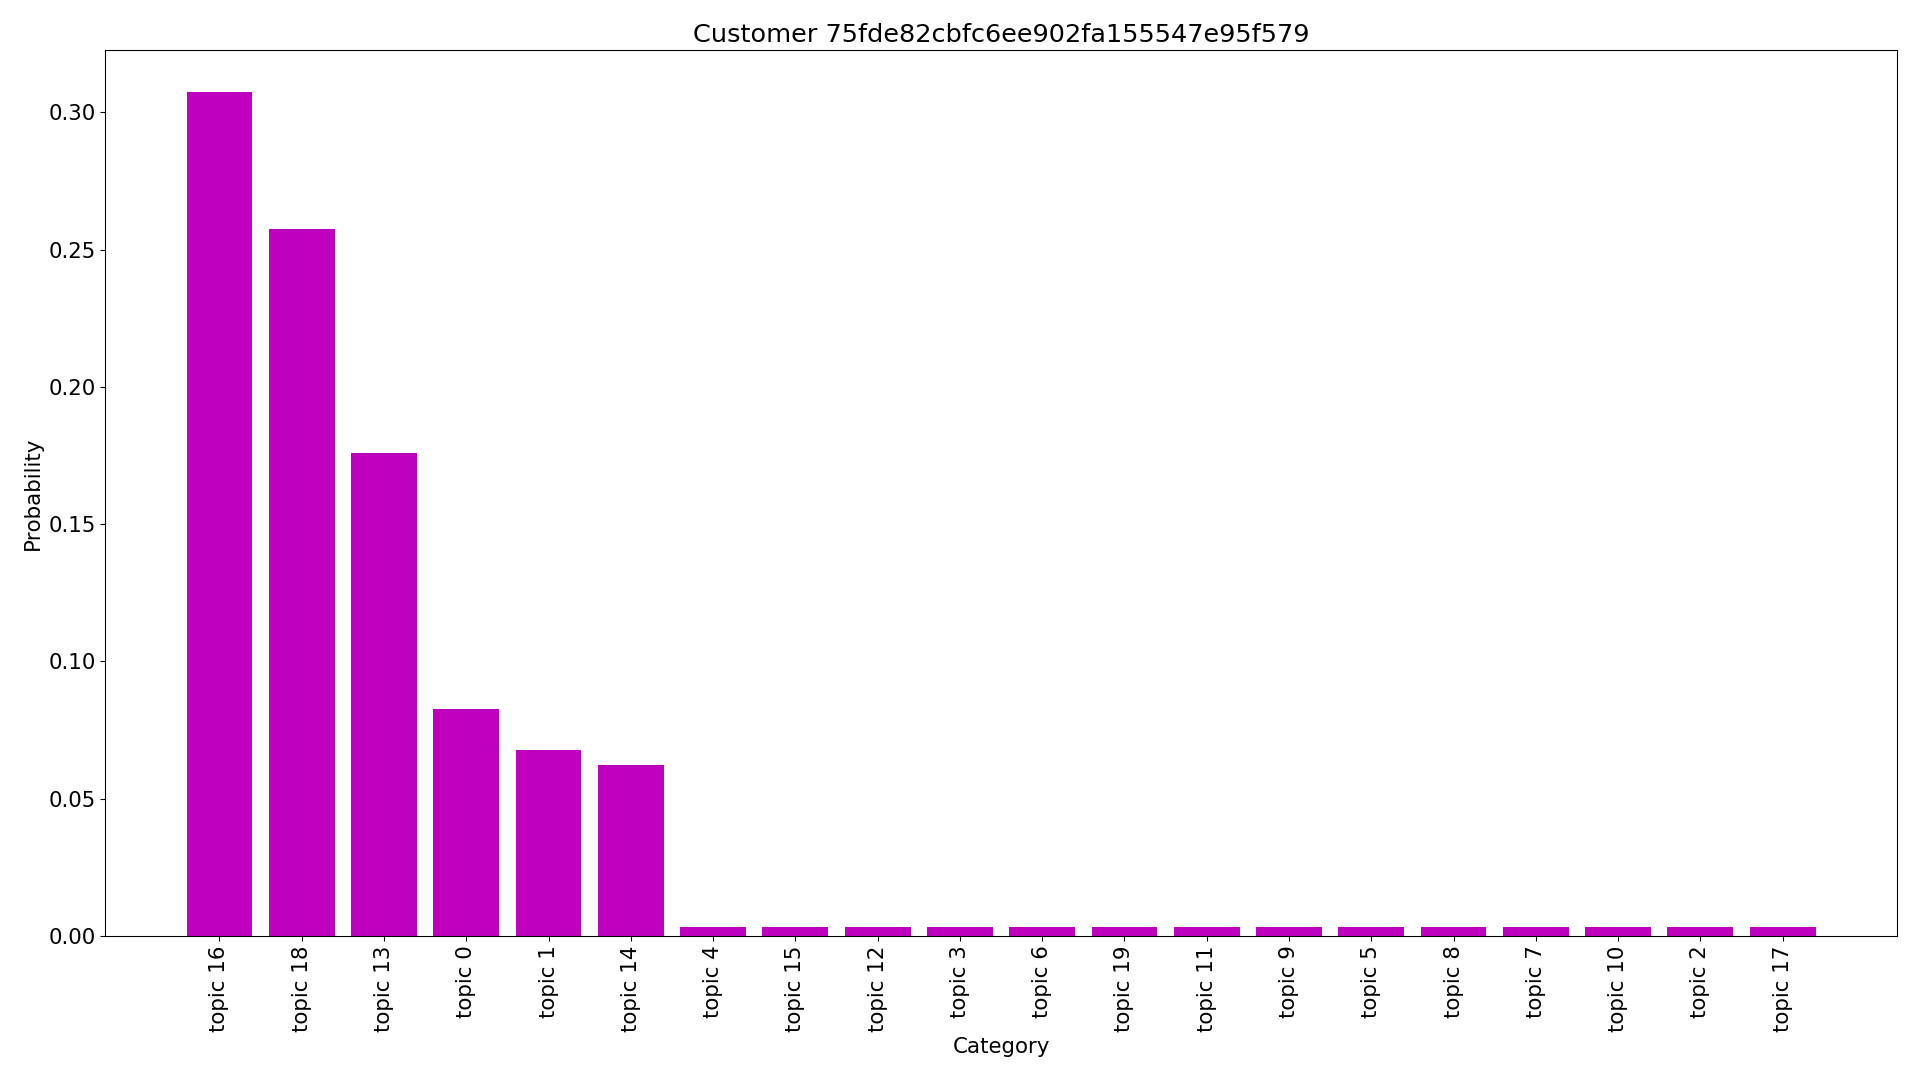 Customer 75fde82cbfc6ee902fa155547e95f579
Probability
0.30
0.25
0.20
0.15
0.10
0.05
0.00
topic 16
topic 18
topic 13
topic 0
topic 1
topic 14
topic 4
topic 15
topic 12
topic 3
topic 6
topic 19
topic 11
topic 9
topic 5
topic 8
topic 7
topic 10
topic 2
topic 17
Category